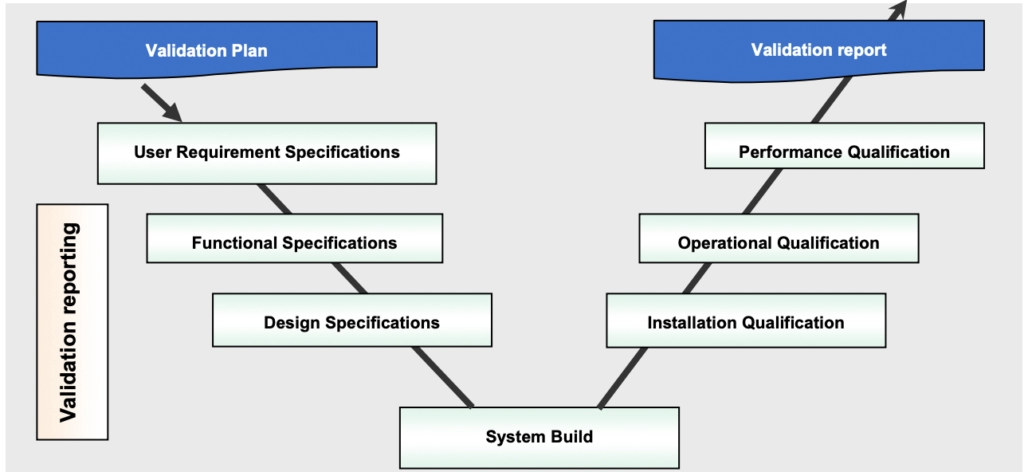 Validation Plan
Validation report
User Requirement Specifications
Performance Qualification
Functional Specifications
Operational Qualification
Validation reporting
Design Specifications
Installation Qualification
System Build